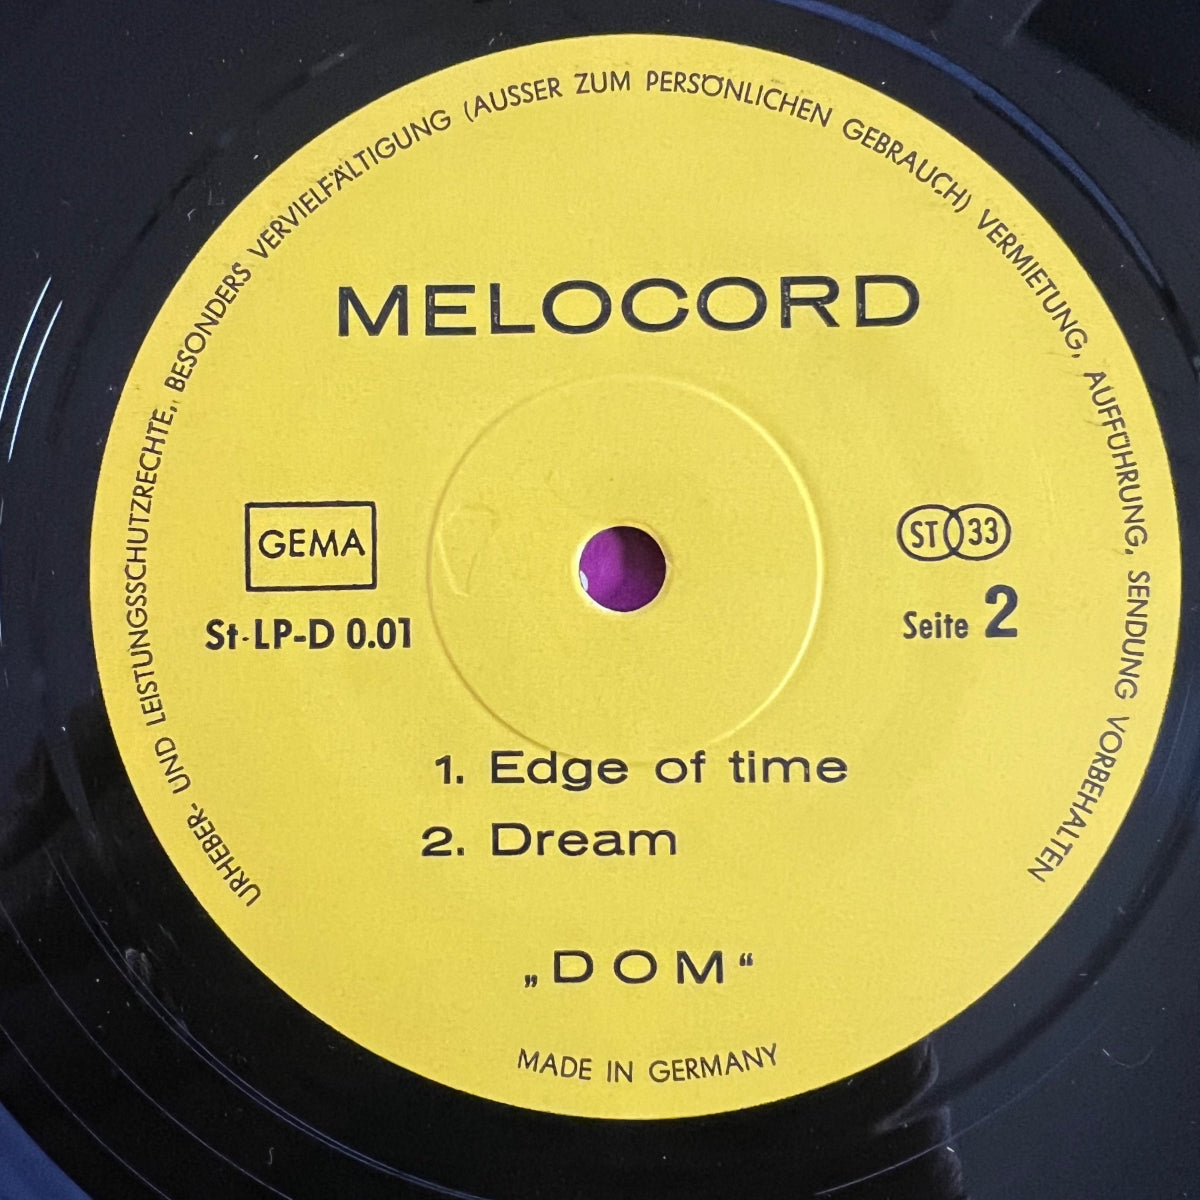 URHEBER- UND LEISTUNGSSCHUTZRECHTE, BESONDERS VERVIELFÄLTIGUNG (AUSSER ZUM PERSÖNLICHEN GEBRAUCH) VERMIETUNG, AUFFÜHRUNG, SENDUNG VORBEHALTEN
MELOCORD
GEMA
St-LP-D 0.01
ST 33
Seite 2
1. Edge of time
2. Dream
„DOM“
MADE IN GERMANY